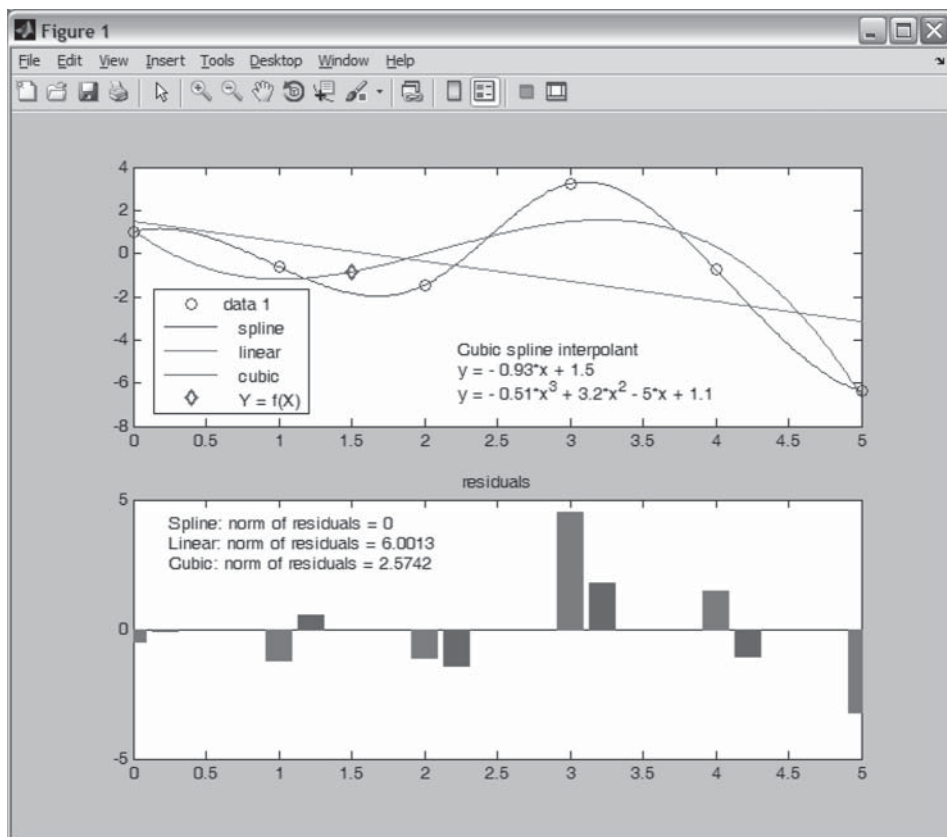 Figure 1
File Edit View Insert Tools Desktop Window Help
4
2
0
-2
-4
-6
-8
data 1
spline
linear
cubic
Y = f(X)
Cubic spline interpolant
y = - 0.93*x + 1.5
y = - 0.51*x³ + 3.2*x² - 5*x + 1.1
0 0.5 1 1.5 2 2.5 3 3.5 4 4.5 5
residuals
5
0
-5
Spline: norm of residuals = 0
Linear: norm of residuals = 6.0013
Cubic: norm of residuals = 2.5742
0 0.5 1 1.5 2 2.5 3 3.5 4 4.5 5